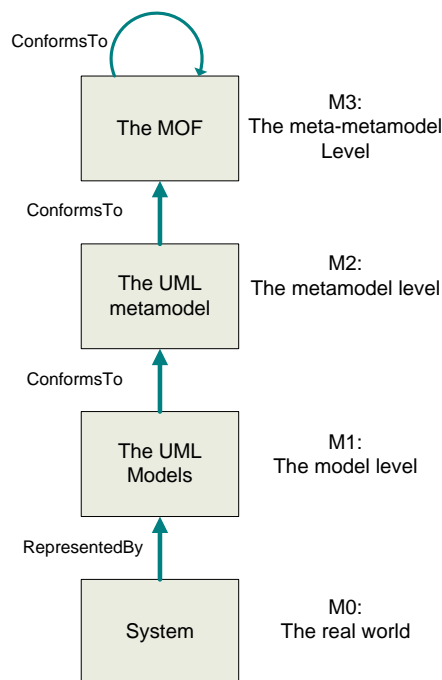 ConformsTo
The MOF
M3:
The meta-metamodel
Level
ConformsTo
The UML
metamodel
M2:
The metamodel level
ConformsTo
The UML
Models
M1:
The model level
RepresentedBy
System
M0:
The real world